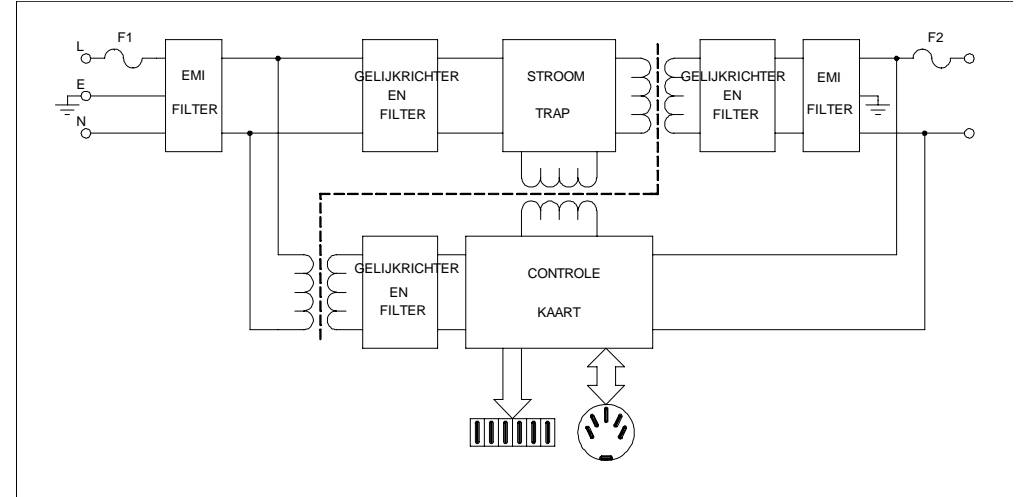 L
F1
E
N
EMI
FILTER
GELIJKRICHTER
EN
FILTER
STROOM
TRAP
GELIJKRICHTER
EN
FILTER
EMI
FILTER
F2
GELIJKRICHTER
EN
FILTER
CONTROLE
KAART